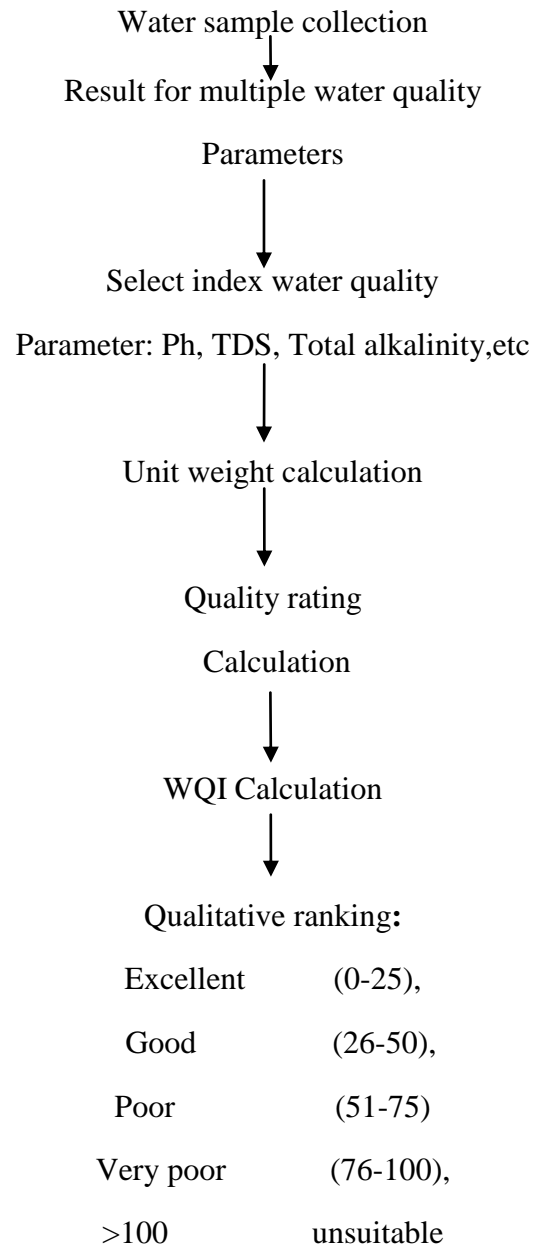 Water sample collection
Result for multiple water quality
Parameters
Select index water quality
Parameter: Ph, TDS, Total alkalinity,etc
Unit weight calculation
Quality rating
Calculation
WQI Calculation
Qualitative ranking:
Excellent (0-25),
Good (26-50),
Poor (51-75)
Very poor (76-100),
>100 unsuitable